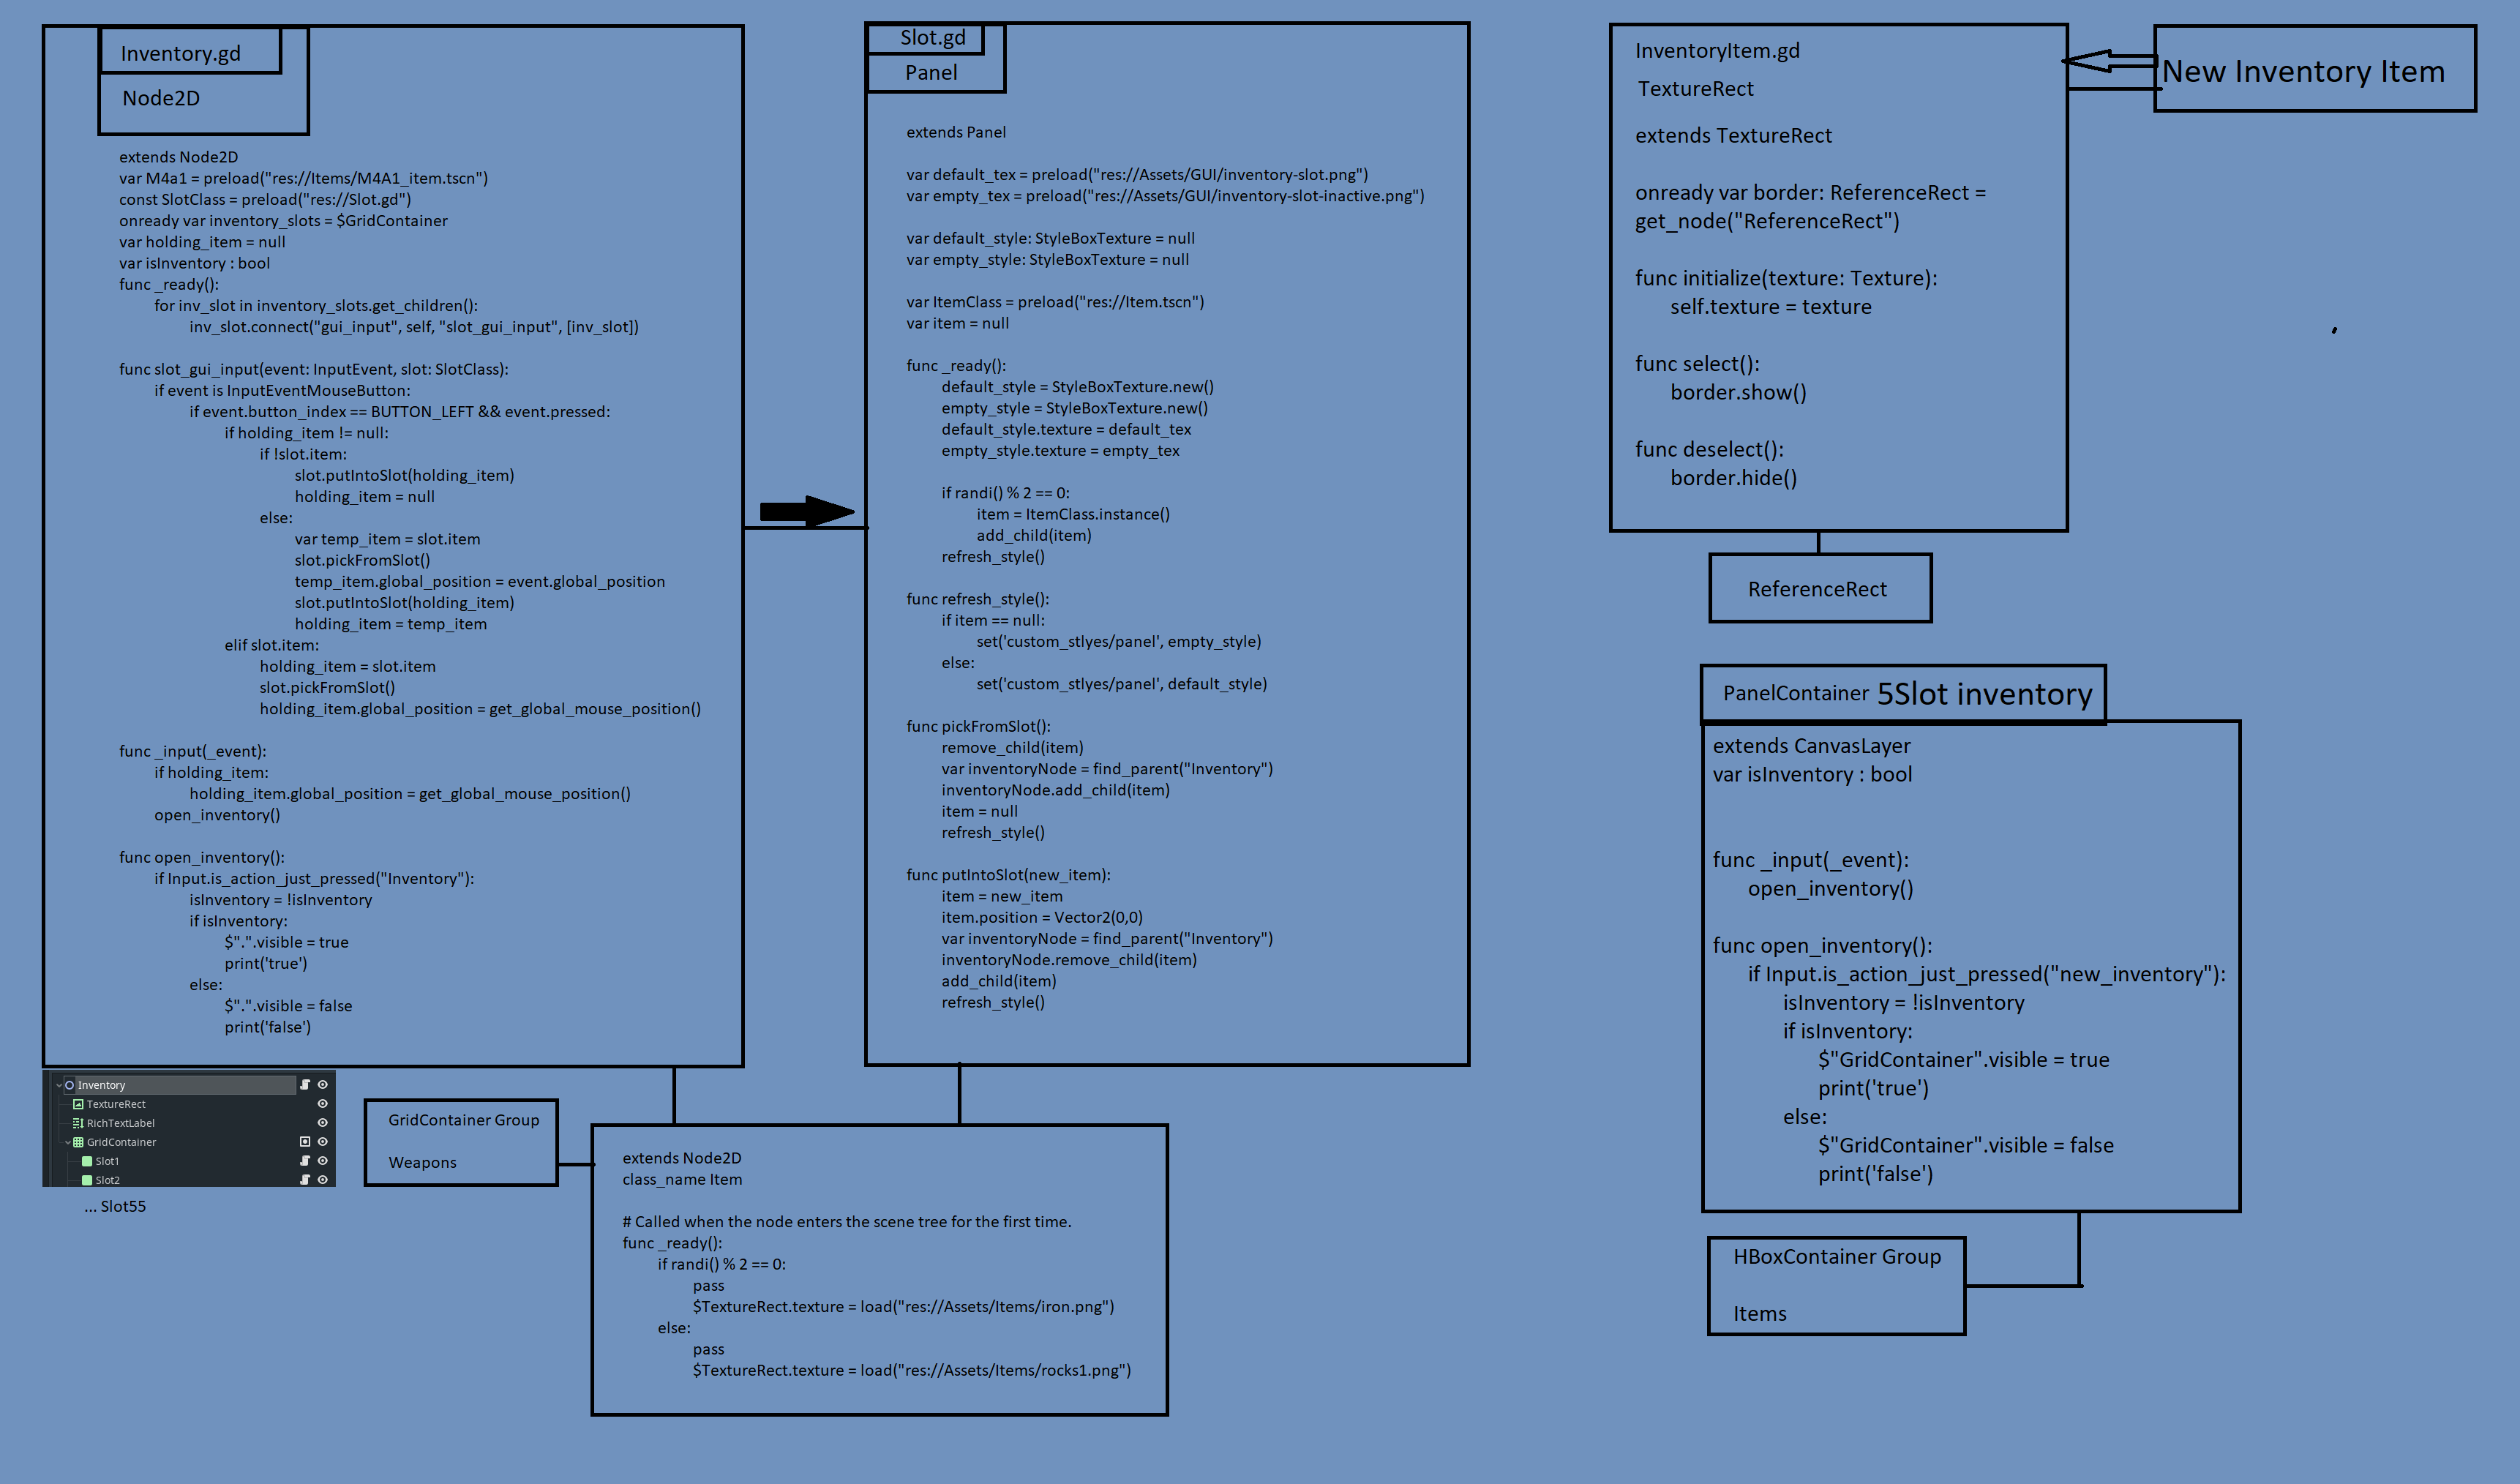 Inventory.gd
Node2D
extends Node2D
var M4a1 = preload("res://Items/M4A1_item.tscn")
const SlotClass = preload("res://Slot.gd")
onready var inventory_slots = $GridContainer
var holding_item = null
var isInventory : bool
func _ready():
for inv_slot in inventory_slots.get_children():
inv_slot.connect("gui_input", self, "slot_gui_input", [inv_slot])
func slot_gui_input(event: InputEvent, slot: SlotClass):
if event is InputEventMouseButton:
if event.button_index == BUTTON_LEFT && event.pressed:
if holding_item != null:
if !slot.item:
slot.putIntoSlot(holding_item)
holding_item = null
else:
var temp_item = slot.item
slot.pickFromSlot()
temp_item.global_position = event.global_position
slot.putIntoSlot(holding_item)
holding_item = temp_item
elif slot.item:
holding_item = slot.item
slot.pickFromSlot()
holding_item.global_position = get_global_mouse_position()
func _input(_event):
if holding_item:
holding_item.global_position = get_global_mouse_position()
open_inventory()
func open_inventory():
if Input.is_action_just_pressed("Inventory"):
isInventory = !isInventory
if isInventory:
$".".visible = true
print('true')
else:
$".".visible = false
print('false')
Inventory
TextureRect
RichTextLabel
GridContainer
Slot1
Slot2
... Slot55
GridContainer Group
Weapons
Slot.gd
Panel
extends Panel
var default_tex = preload("res://Assets/GUI/inventory-slot.png")
var empty_tex = preload("res://Assets/GUI/inventory-slot-inactive.png")
var default_style: StyleBoxTexture = null
var empty_style: StyleBoxTexture = null
var ItemClass = preload("res://Item.tscn")
var item = null
func _ready():
default_style = StyleBoxTexture.new()
empty_style = StyleBoxTexture.new()
default_style.texture = default_tex
empty_style.texture = empty_tex
if randi() % 2 == 0:
item = ItemClass.instance()
add_child(item)
refresh_style()
func refresh_style():
if item == null:
set('custom_stlyes/panel', empty_style)
else:
set('custom_stlyes/panel', default_style)
func pickFromSlot():
remove_child(item)
var inventoryNode = find_parent("Inventory")
inventoryNode.add_child(item)
item = null
refresh_style()
func putIntoSlot(new_item):
item = new_item
item.position = Vector2(0,0)
var inventoryNode = find_parent("Inventory")
inventoryNode.remove_child(item)
add_child(item)
refresh_style()
extends Node2D
class_name Item
# Called when the node enters the scene tree for the first time.
func _ready():
if randi() % 2 == 0:
pass
$TextureRect.texture = load("res://Assets/Items/iron.png")
else:
pass
$TextureRect.texture = load("res://Assets/Items/rocks1.png")
InventoryItem.gd
TextureRect
extends TextureRect
onready var border: ReferenceRect =
get_node("ReferenceRect")
func initialize(texture: Texture):
self.texture = texture
func select():
border.show()
func deselect():
border.hide()
New Inventory Item
ReferenceRect
PanelContainer 5Slot inventory
extends CanvasLayer
var isInventory : bool
func _input(_event):
open_inventory()
func open_inventory():
if Input.is_action_just_pressed("new_inventory"):
isInventory = !isInventory
if isInventory:
$"GridContainer".visible = true
print('true')
else:
$"GridContainer".visible = false
print('false')
HBoxContainer Group
Items